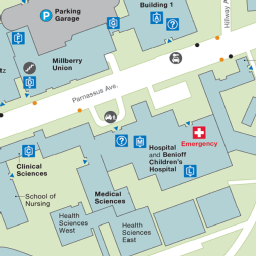 Parking
Garage
Building 1
Hillway Av
Millberry
Union
tz
Parnassus Ave.
Hospital
and Benioff
Children's
Hospital
Emergency
Clinical
Sciences
School of
Nursing
Medical
Sciences
Health
Sciences
West
Health
Sciences
East